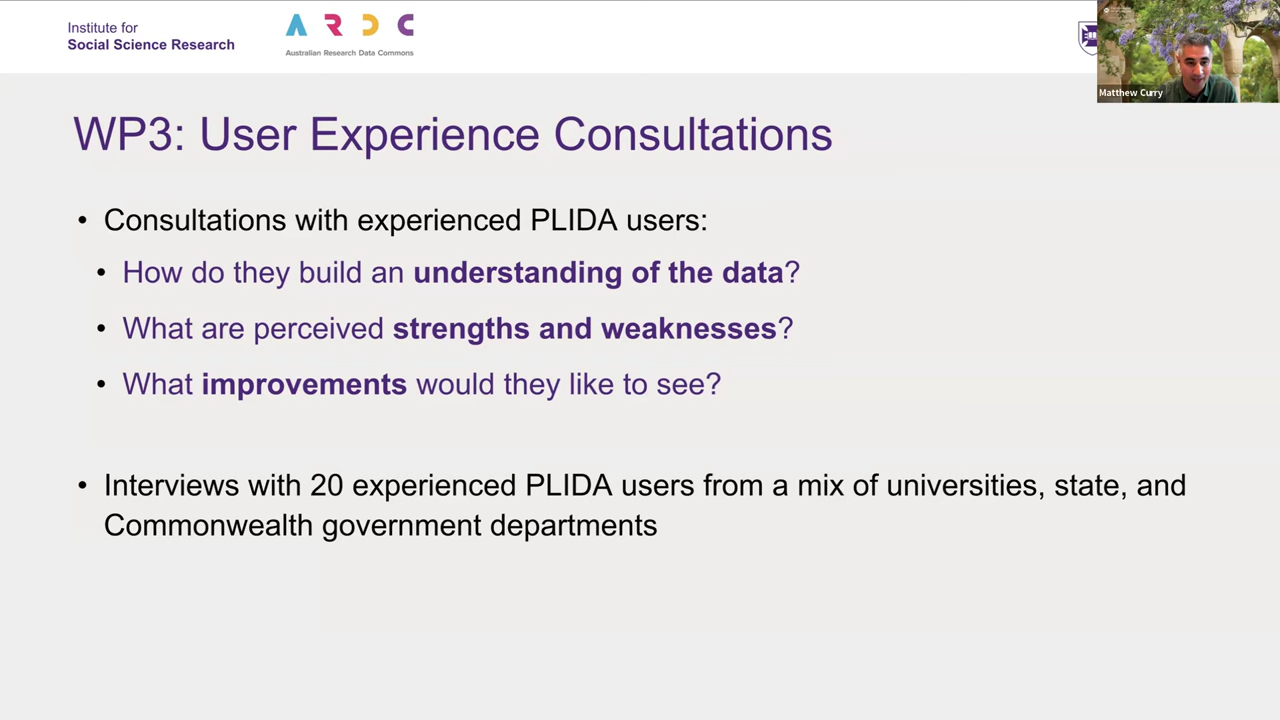 Institute for
Social Science Research
ARDC
Australian Research Data Commons
Matthew Curry
WP3: User Experience Consultations
• Consultations with experienced PLIDA users:
• How do they build an understanding of the data?
• What are perceived strengths and weaknesses?
• What improvements would they like to see?
• Interviews with 20 experienced PLIDA users from a mix of universities, state, and
Commonwealth government departments